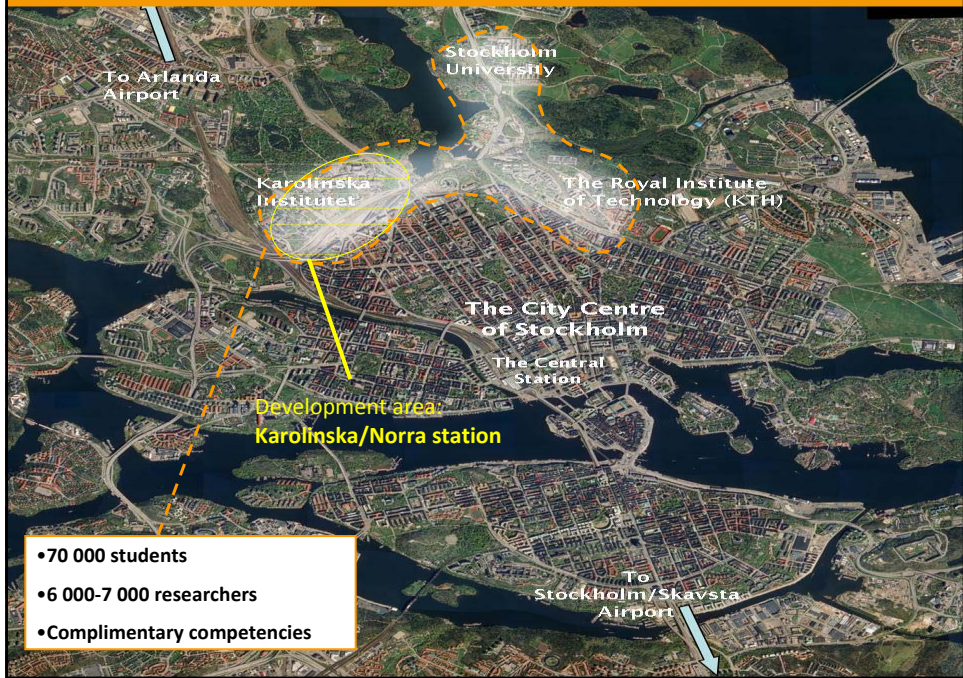 Stockholm
University
To Arlanda
Airport
Karolinska
Institutet
The Royal Institute
of Technology (KTH)
The City Centre
of Stockholm
The Central
Station
Development area:
Karolinska/Norra station
•70 000 students
•6 000-7 000 researchers
•Complimentary competencies
To
Stockholm/Skavsta
Airport